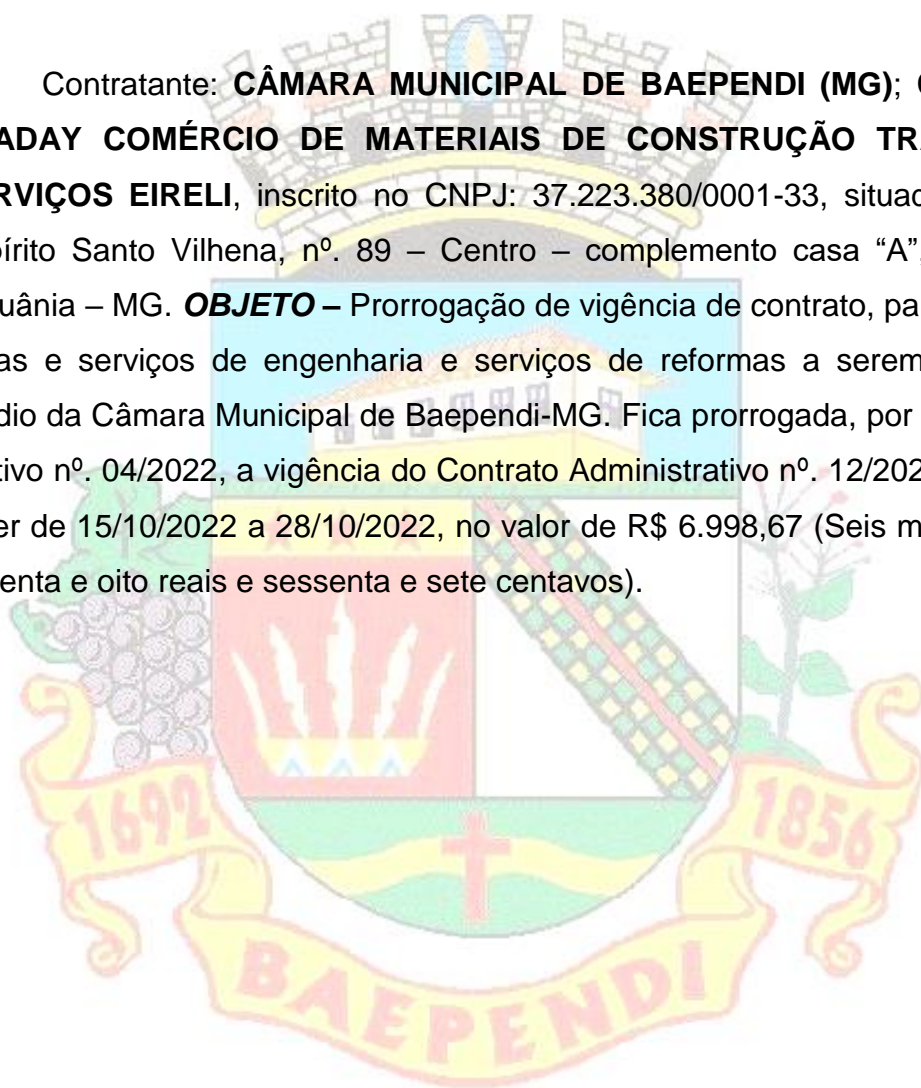 Contratante: CÂMARA MUNICIPAL DE BAEPENDI (MG);
ADAY COMÉRCIO DE MATERIAIS DE CONSTRUÇÃO
RVIÇOS EIRELI, inscrito no CNPJ: 37.223.380/0001-33,
Santo Vilhena, nº. 89 – Centro – complemento casa “A”,
uânia – MG. OBJETO – Prorrogação de vigência de contrato,
as e serviços de engenharia e serviços de reformas a serem
dio da Câmara Municipal de Baependi-MG. Fica prorrogada, por
tivo nº. 04/2022, a vigência do Contrato Administrativo nº. 12/202
er de 15/10/2022 a 28/10/2022, no valor de R$ 6.998,67 (Seis
enta e oito reais e sessenta e sete centavos).
1692
1856
BAEPENDI